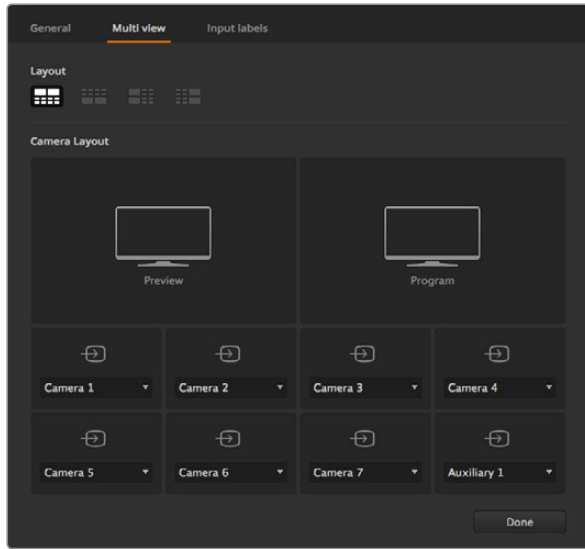 General Multi view Input labels
Layout
Camera Layout
Preview Program
Camera 1 Camera 2 Camera 3 Camera 4
Camera 5 Camera 6 Camera 7 Auxiliary 1
Done